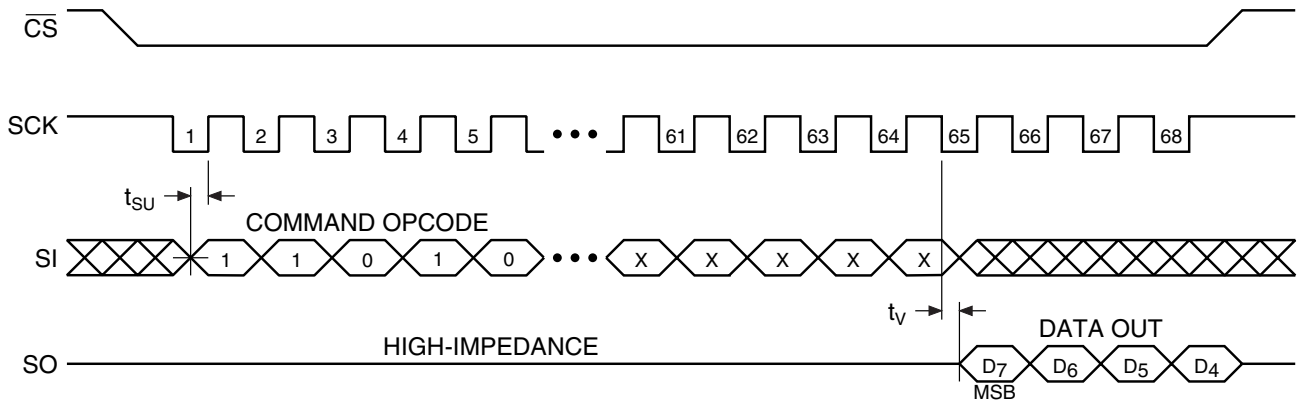 CS
SCK 1 2 3 4 5 ••• 61 62 63 64 65 66 67 68
tSU
COMMAND OPCODE
SI 1 1 0 1 0 ••• X X X X X
tV
DATA OUT
HIGH-IMPEDANCE
SO D7 D6 D5 D4
MSB